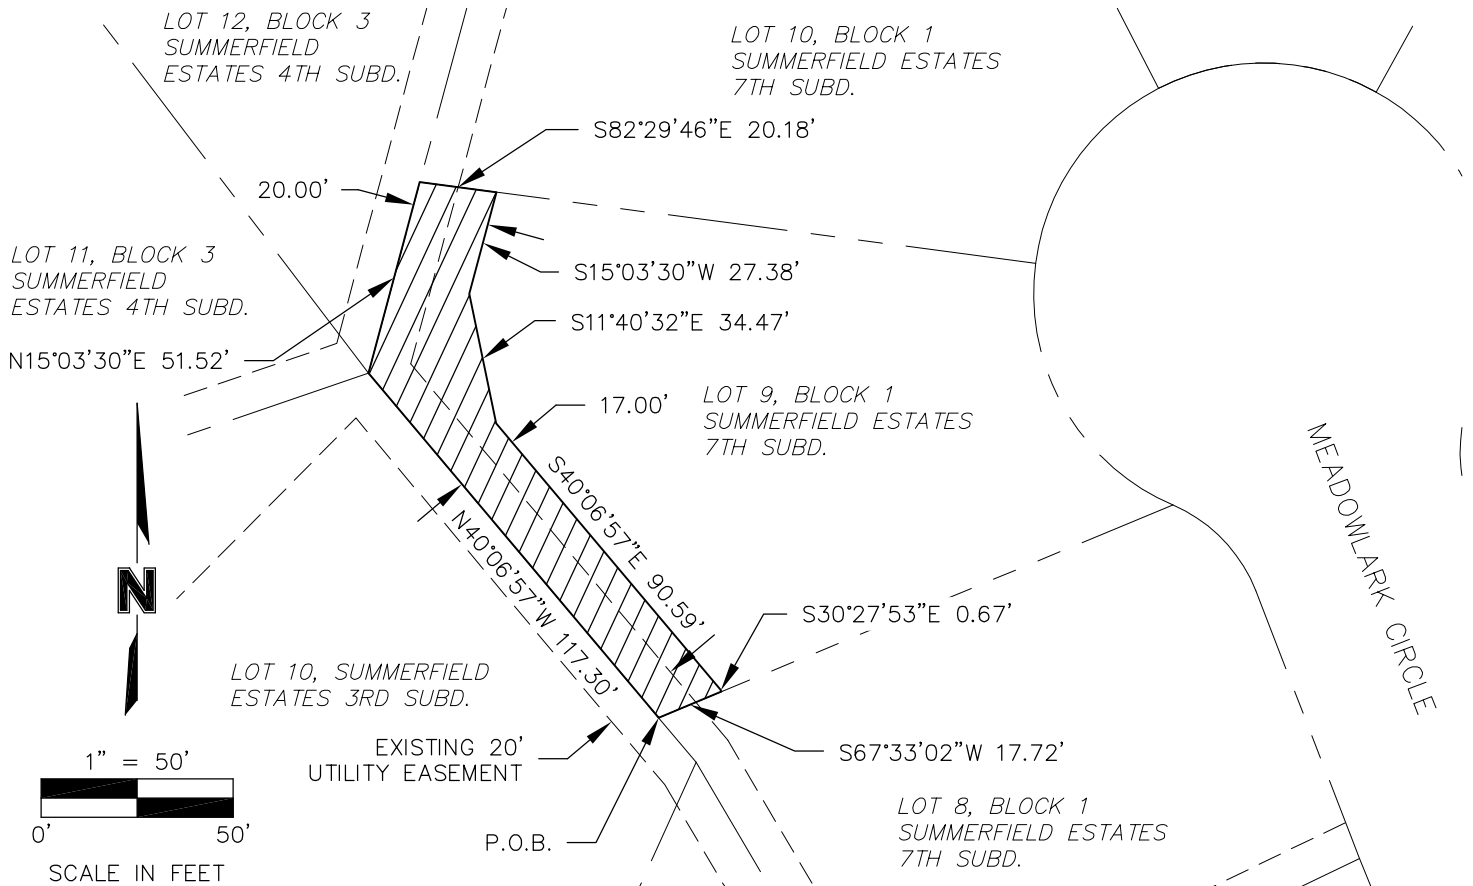 LOT 12, BLOCK 3
SUMMERFIELD
ESTATES 4TH SUBD.
LOT 10, BLOCK 1
SUMMERFIELD ESTATES
7TH SUBD.
S82°29'46"E 20.18'
20.00'
LOT 11, BLOCK 3
SUMMERFIELD
ESTATES 4TH SUBD.
S15°03'30"W 27.38'
S11°40'32"E 34.47'
N15°03'30"E 51.52'
17.00'
LOT 9, BLOCK 1
SUMMERFIELD ESTATES
7TH SUBD.
S40°06'57"E 90.59'
N40°06'57"W 117.30'
MEADOWLARK CIRCLE
N
S30°27'53"E 0.67'
LOT 10, SUMMERFIELD
ESTATES 3RD SUBD.
EXISTING 20'
UTILITY EASEMENT
S67°33'02"W 17.72'
1" = 50'
0' 50'
SCALE IN FEET
P.O.B.
LOT 8, BLOCK 1
SUMMERFIELD ESTATES
7TH SUBD.